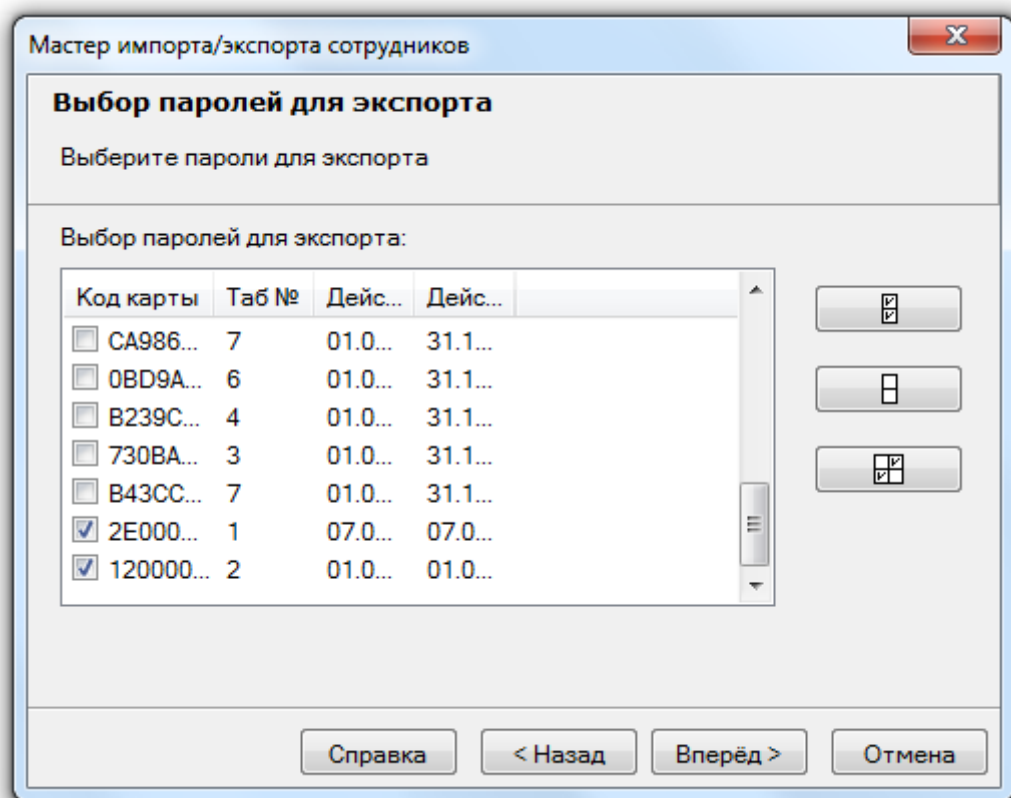 Мастер импорта/экспорта сотрудников
Выбор паролей для экспорта
Выберите пароли для экспорта
Выбор паролей для экспорта:
Код карты Таб № Дейс... Дейс...
CA986... 7 01.0... 31.1...
0BD9A... 6 01.0... 31.1...
B239C... 4 01.0... 31.1...
730BA... 3 01.0... 31.1...
B43CC... 7 01.0... 31.1...
2E000... 1 07.0... 07.0...
120000... 2 01.0... 01.0...
Справка < Назад Вперёд > Отмена